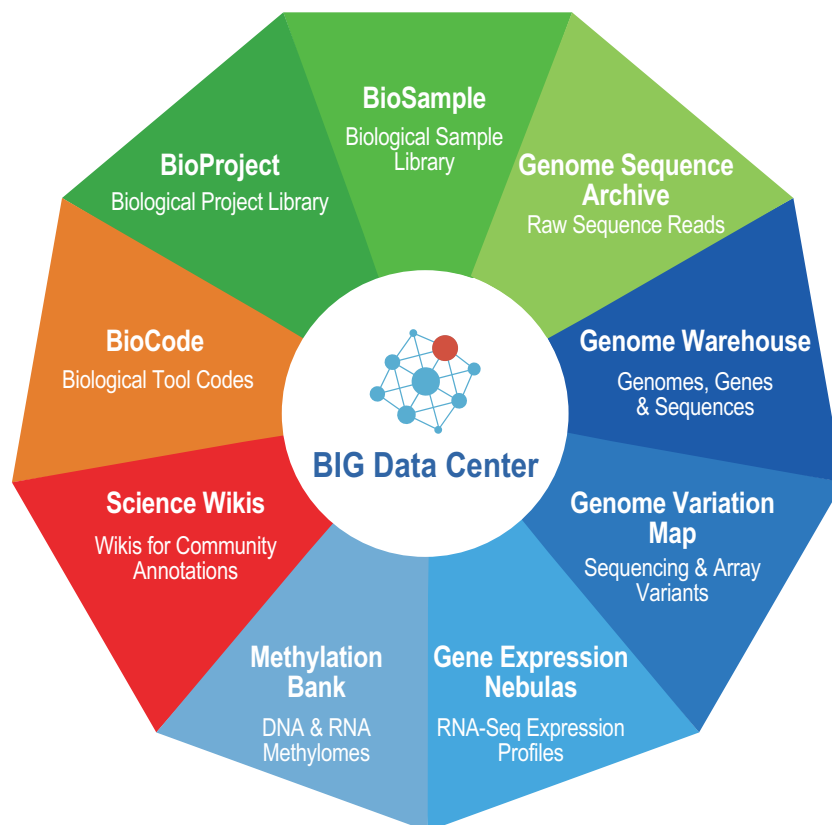 BioSample
Biological Sample
Library
Genome Sequence
Archive
Raw Sequence Reads
BioProject
Biological Project Library
BioCode
Biological Tool Codes
Genome Warehouse
Genomes, Genes
& Sequences
BIG Data Center
Science Wikis
Wikis for Community
Annotations
Genome Variation
Map
Sequencing & Array
Variants
Methylation
Bank
DNA & RNA
Methylomes
Gene Expression
Nebulas
RNA-Seq Expression
Profiles